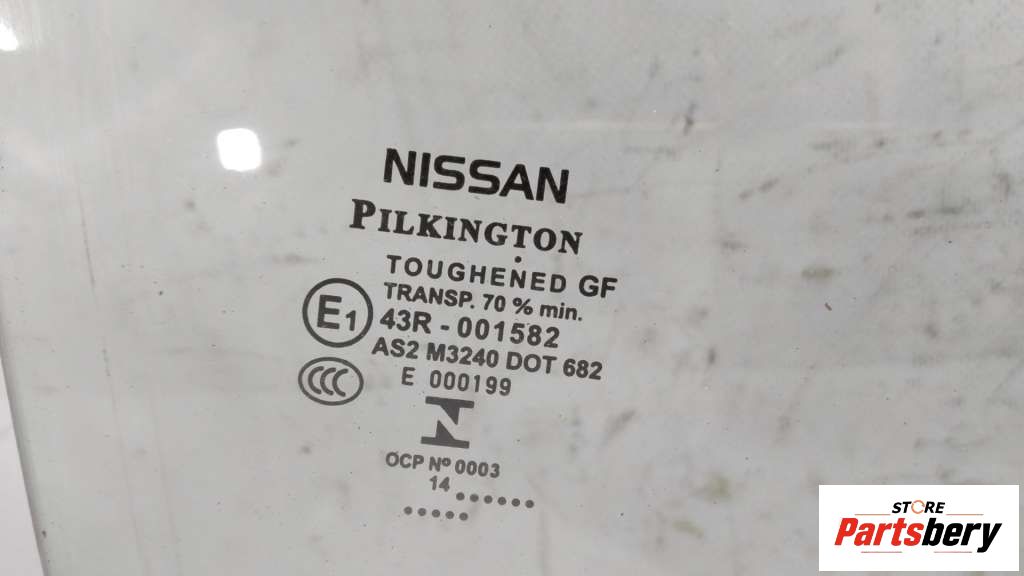 NISSAN
PILKINGTON
TOUGHENED GF
TRANSP. 70 % min.
E1
43R - 001582
AS2 M3240 DOT 682
CCC
E 000199
OCP Nº 0003
14
STORE
Partsbery